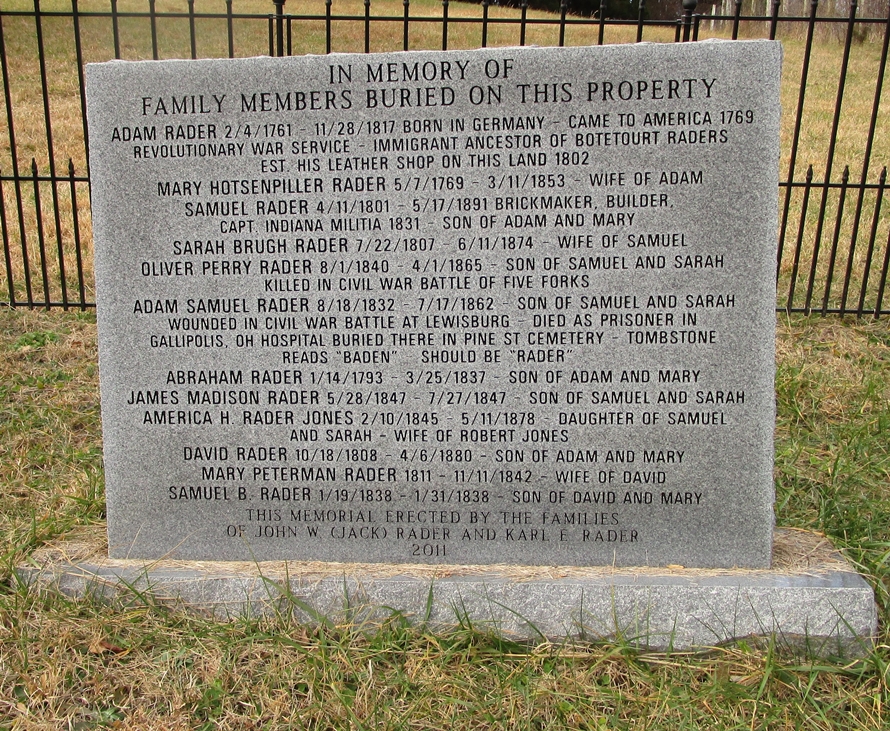 IN MEMORY OF
FAMILY MEMBERS BURIED ON THIS PROPERTY
ADAM RADER 2/4/1761 - 11/28/1817 BORN IN GERMANY - CAME TO AMERICA 1769
REVOLUTIONARY WAR SERVICE - IMMIGRANT ANCESTOR OF BOTETOURT RADERS
EST. HIS LEATHER SHOP ON THIS LAND 1802
MARY HOTSENPILLER RADER 5/7/1769 - 3/11/1853 - WIFE OF ADAM
SAMUEL RADER 4/11/1801 - 5/17/1891 BRICKMAKER, BUILDER,
CAPT. INDIANA MILITIA 1831 - SON OF ADAM AND MARY
SARAH BRUGH RADER 7/22/1807 - 6/11/1874 - WIFE OF SAMUEL
OLIVER PERRY RADER 8/1/1840 - 4/1/1865 - SON OF SAMUEL AND SARAH
KILLED IN CIVIL WAR BATTLE OF FIVE FORKS
ADAM SAMUEL RADER 8/18/1832 - 7/17/1862 - SON OF SAMUEL AND SARAH
WOUNDED IN CIVIL WAR BATTLE AT LEWISBURG - DIED AS PRISONER IN
GALLIPOLIS, OH HOSPITAL BURIED THERE IN PINE ST CEMETERY - TOMBSTONE
READS "BADEN" SHOULD BE "RADER"
ABRAHAM RADER 1/14/1793 - 3/25/1837 - SON OF ADAM AND MARY
JAMES MADISON RADER 5/28/1847 - 7/27/1847 - SON OF SAMUEL AND SARAH
AMERICA H. RADER JONES 2/10/1845 - 5/11/1878 - DAUGHTER OF SAMUEL
AND SARAH - WIFE OF ROBERT JONES
DAVID RADER 10/18/1808 - 4/6/1880 - SON OF ADAM AND MARY
MARY PETERMAN RADER 1811 - 11/11/1842 - WIFE OF DAVID
SAMUEL B. RADER 1/19/1838 - 1/31/1838 - SON OF DAVID AND MARY
THIS MEMORIAL ERECTED BY THE FAMILIES
OF JOHN W. (JACK) RADER AND KARL E. RADER
2011